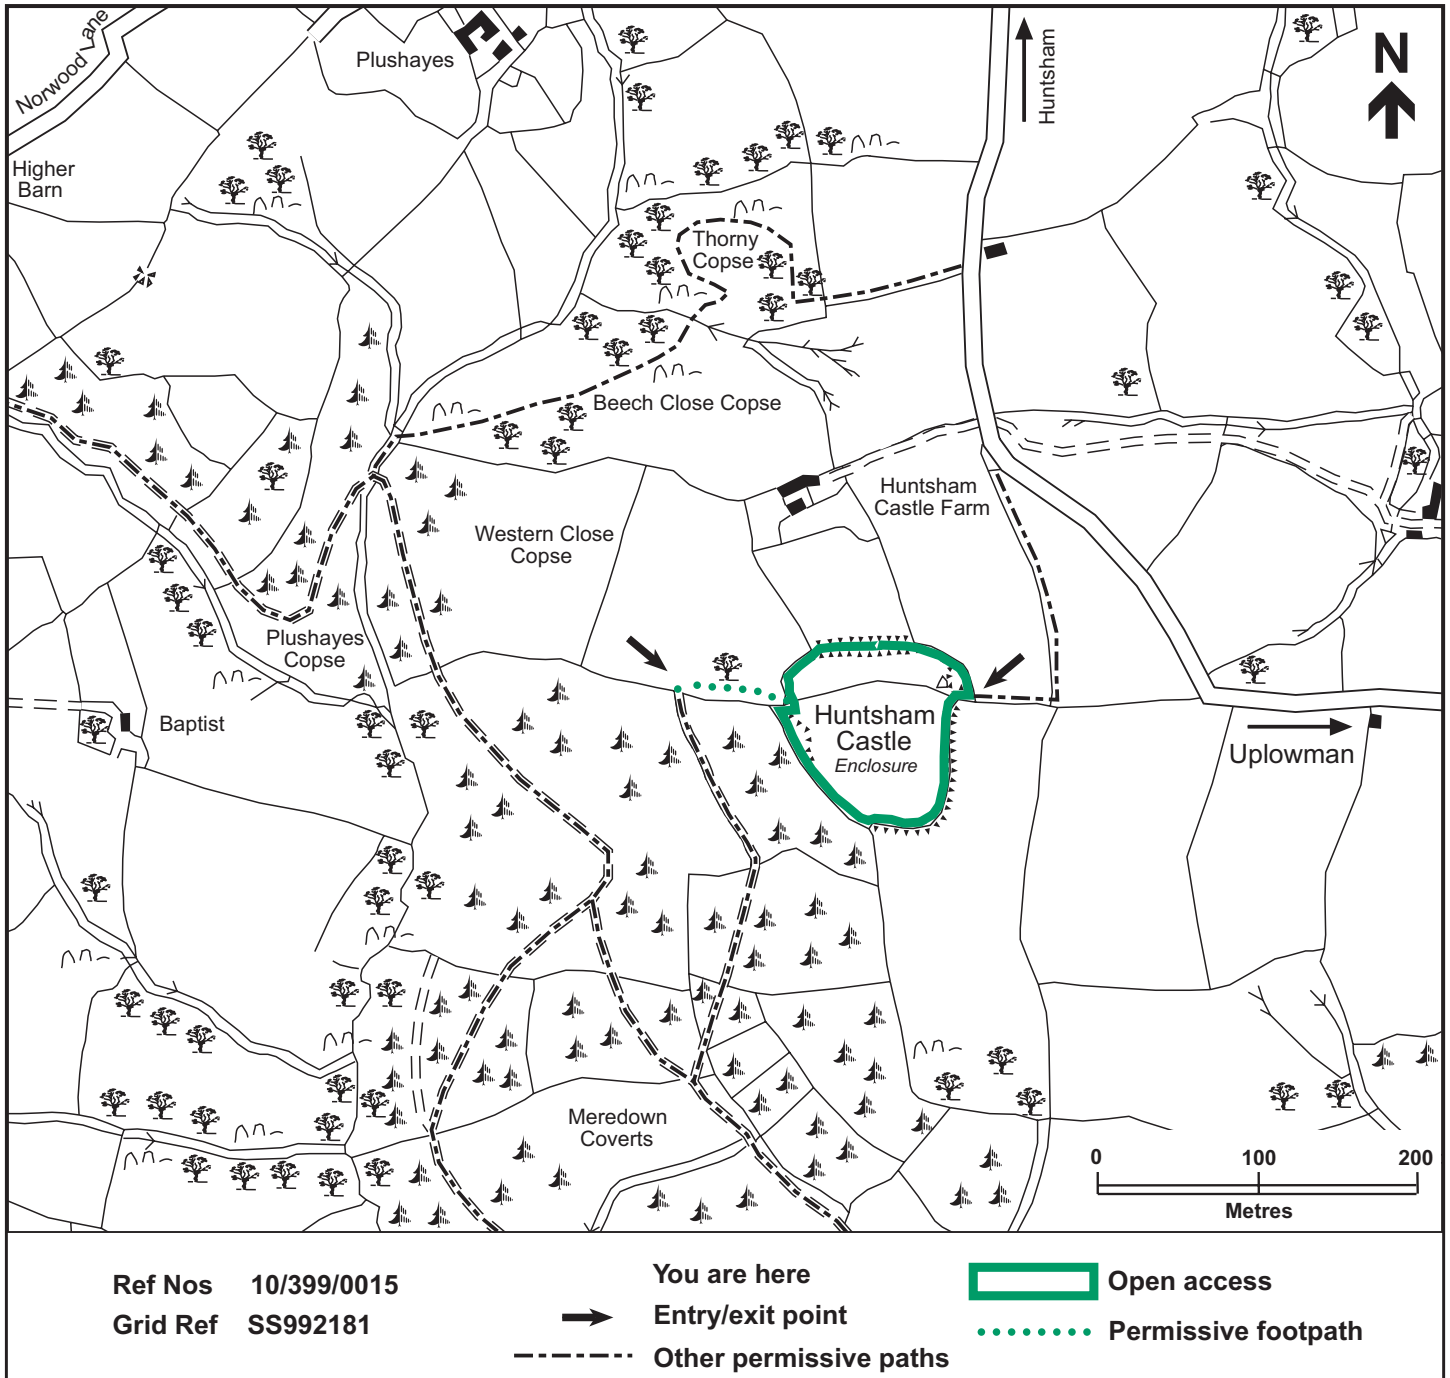 Norwood Lane
Plushayes
Huntsham
N
Higher
Barn
Thorny
Copse
Beech Close Copse
Huntsham
Castle Farm
Western Close
Copse
Plushayes
Copse
Baptist
Huntsham
Castle
Enclosure
Uplowman
Meredown
Coverts
0 100 200
Metres
Ref Nos 10/399/0015
Grid Ref SS992181
You are here
Entry/exit point
Other permissive paths
Open access
Permissive footpath